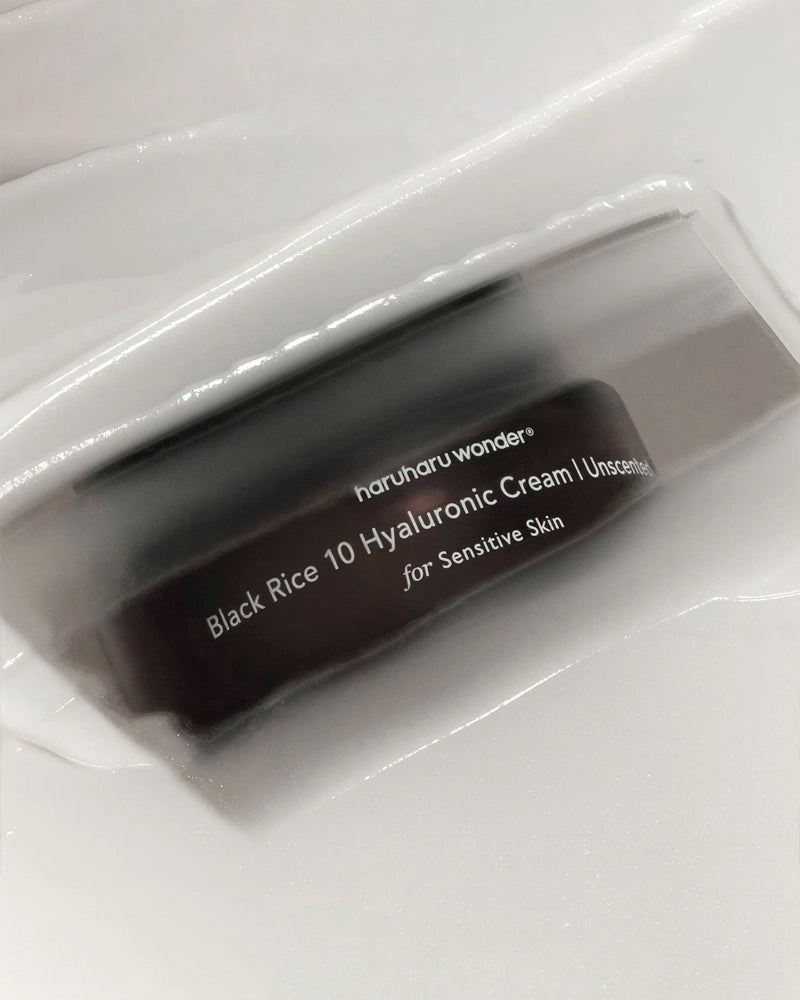 haruharu wonder®
Black Rice 10 Hyaluronic Cream | Unscented
for Sensitive Skin